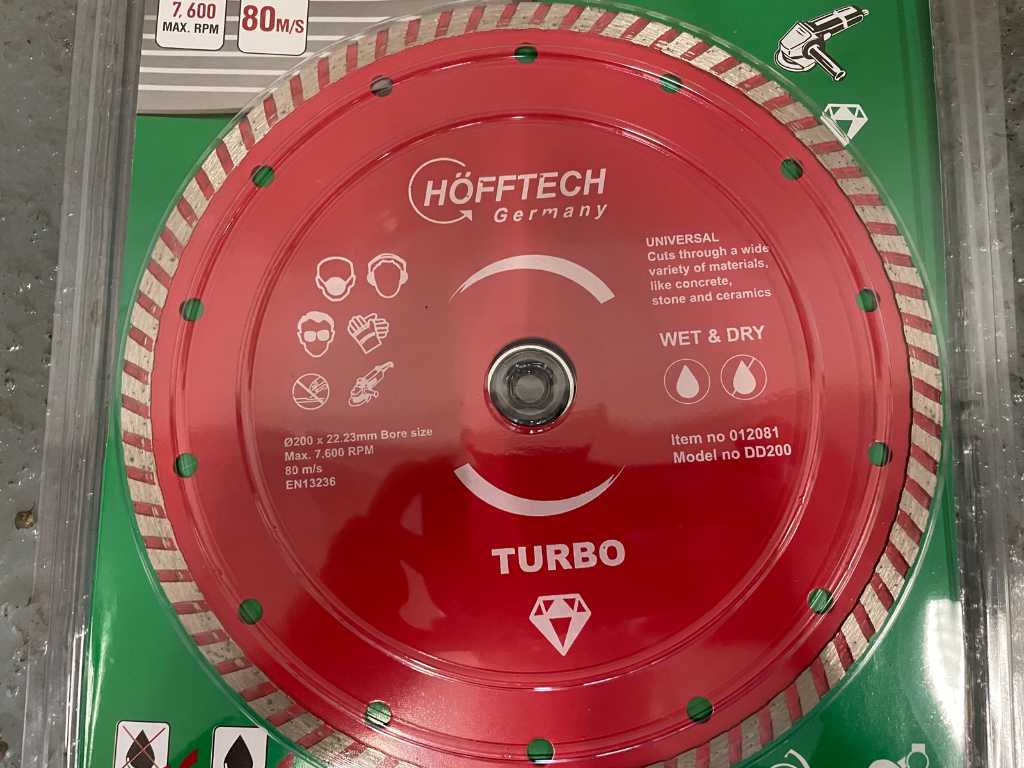 7,600
MAX. RPM
80M/S
HÖFFTECH
Germany
UNIVERSAL
Cuts through a wide
variety of materials,
like concrete,
stone and ceramics
WET & DRY
Ø200 x 22.23mm Bore size
Max. 7.600 RPM
80 m/s
EN13236
Item no 012081
Model no DD200
TURBO